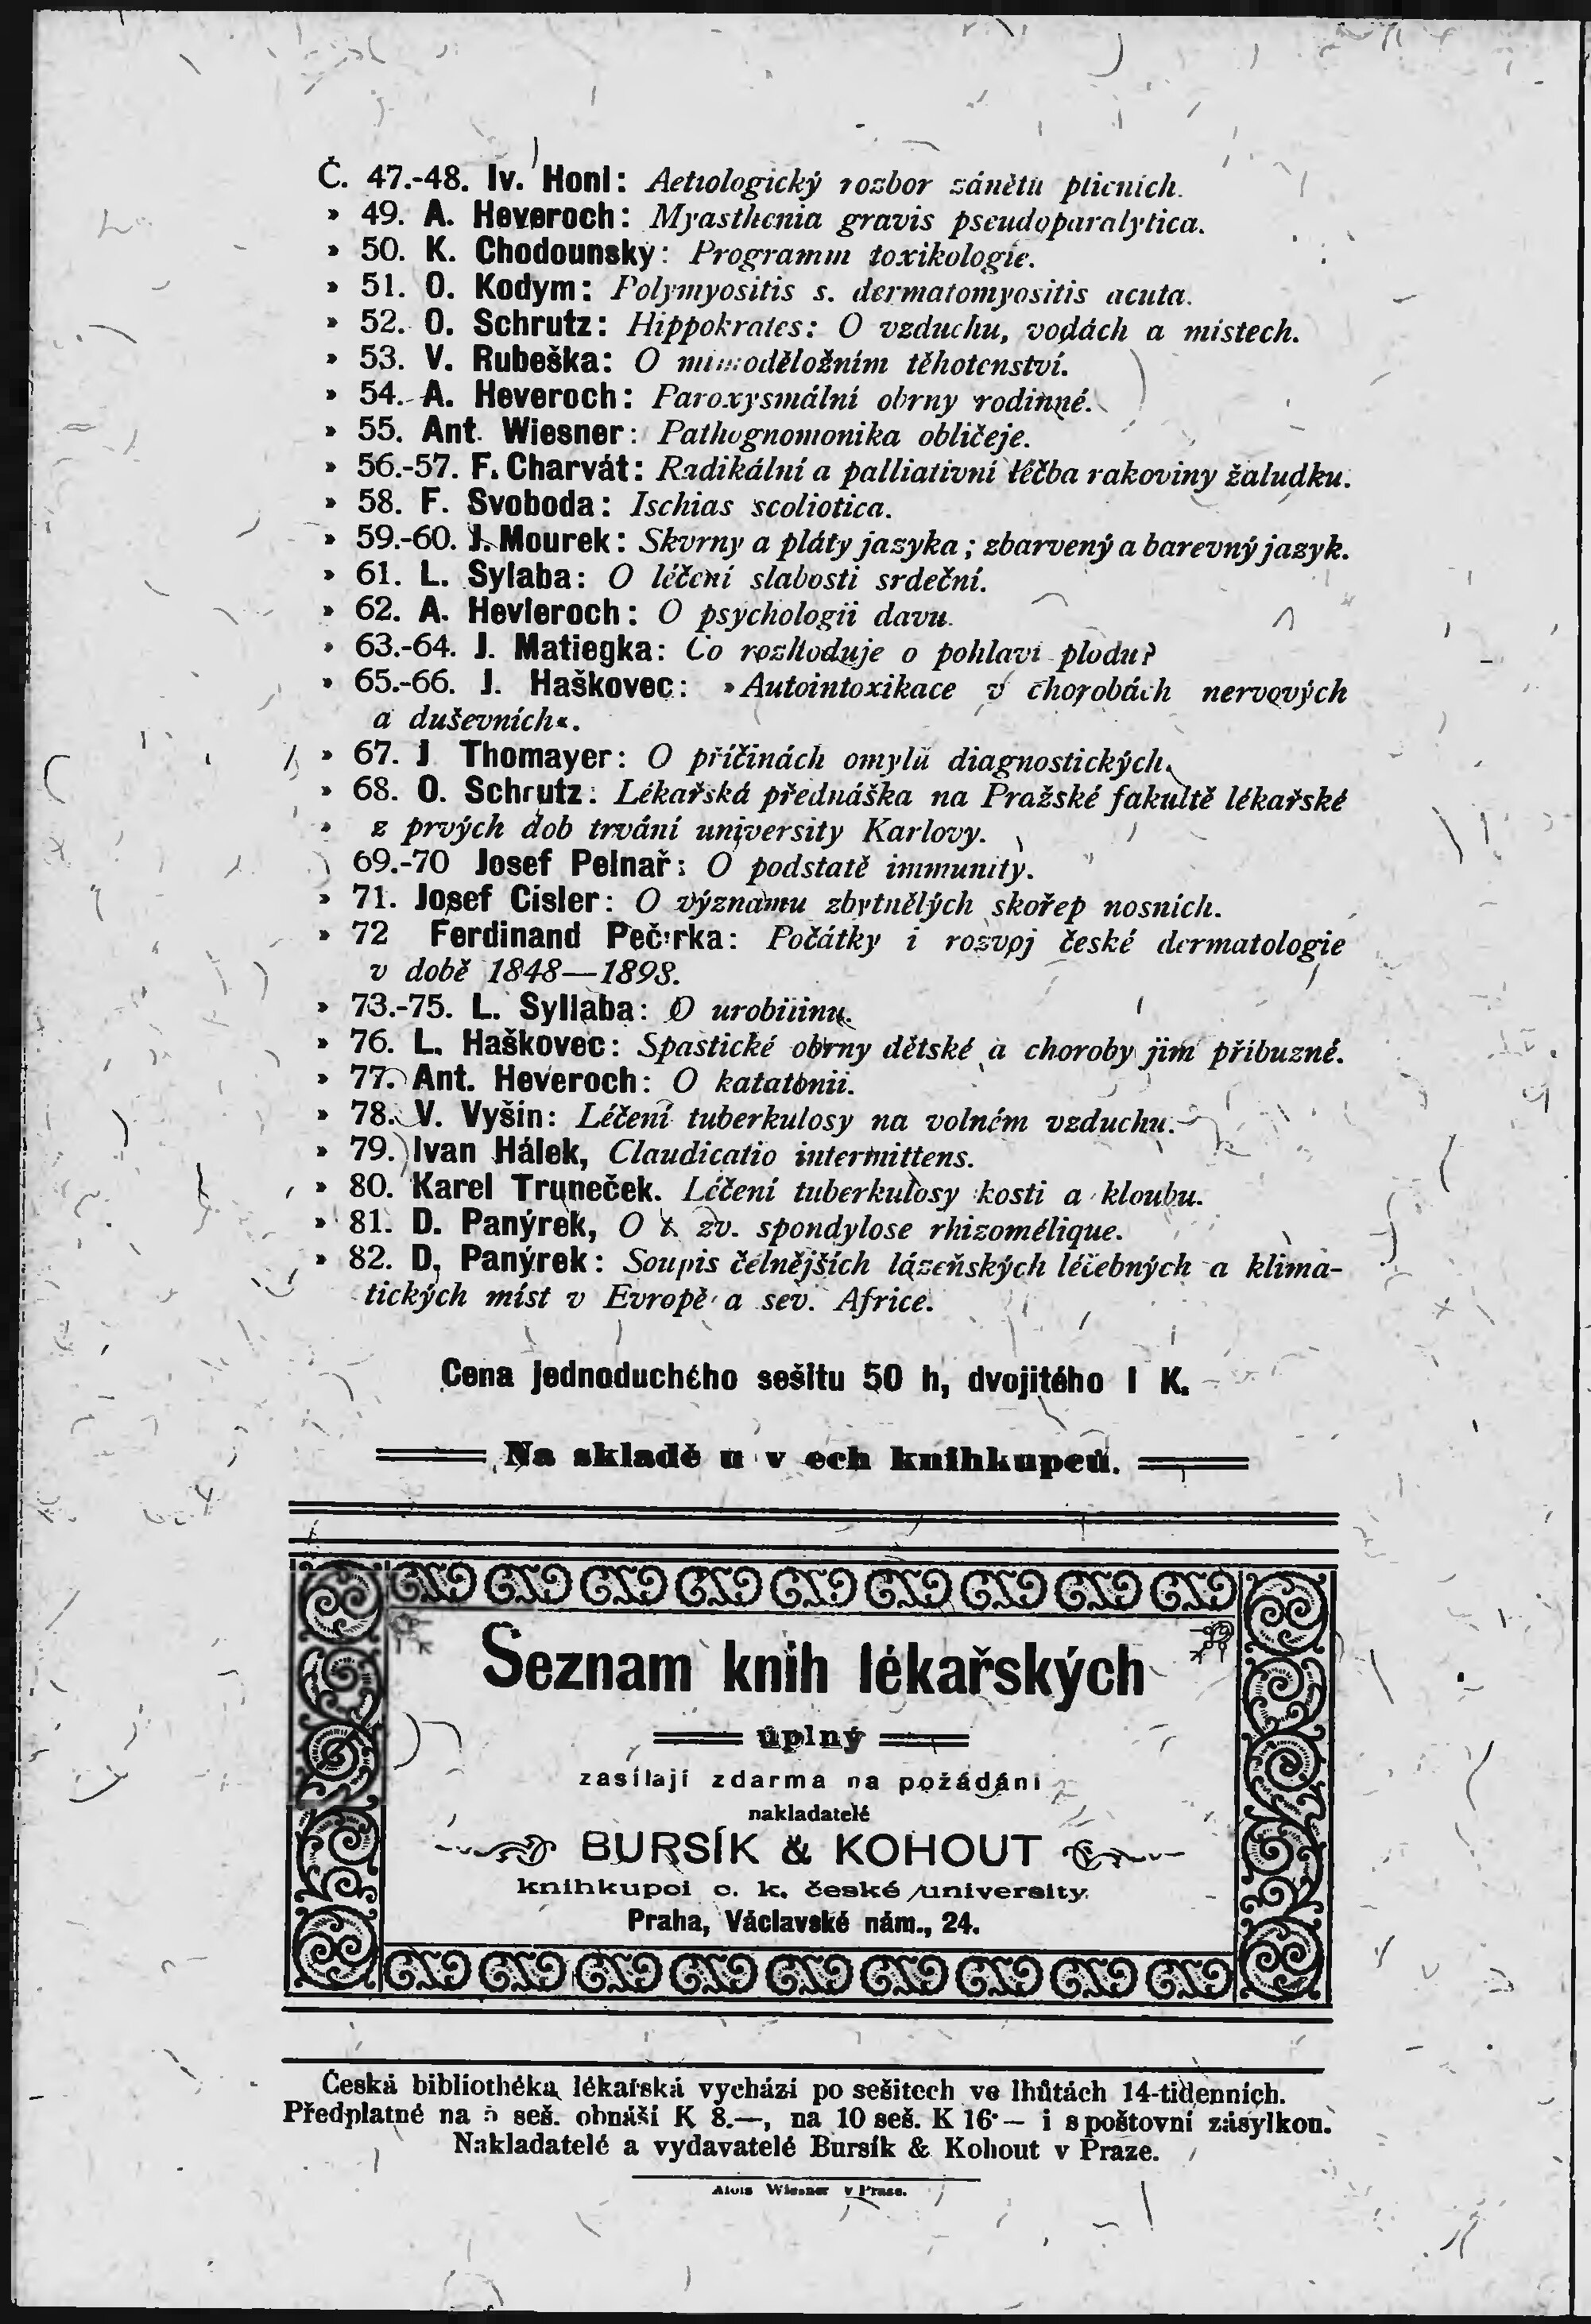 Č. 47.-48. Iv. Honl: Aetiologický rozbor zánětů plicních.
» 49. A. Heveroch: Myasthenia gravis pseudoparalytica.
» 50. K. Chodounský: Programm toxikologie.
» 51. O. Kodym: Polymyositis s. dermatomyositis acuta.
» 52. O. Schrutz: Hippokrates: O vzduchu, vodách a místech.
» 53. V. Rubeška: O mimoděložním těhotenství.
» 54. A. Heveroch: Paroxysmální obrny rodinné.
» 55. Ant. Wiesner: Pathognomonika obličeje.
» 56.-57. F. Charvát: Radikální a palliativní léčba rakoviny žaludku.
» 58. F. Svoboda: Ischias scoliotica.
» 59.-60. J. Mourek: Skvrny a pláty jazyka; zbarvený a barevný jazyk.
» 61. L. Sylaba: O léčení slabosti srdeční.
» 62. A. Hevleroch: O psychologii davu.
» 63.-64. J. Matiegka: Co rozhoduje o pohlaví plodu?
» 65.-66. J. Haškovec: »Autointoxikace v chorobách nervových
a duševních«.
» 67. J Thomayer: O příčinách omylů diagnostických.
» 68. O. Schrutz: Lékařská přednáška na Pražské fakultě lékařské
» z prvých dob trvání university Karlovy.
69.-70 Josef Pelnař: O podstatě immunity.
» 71. Josef Císler: O významu zbytnělých skořep nosních.
» 72 Ferdinand Pečírka: Počátky i rozvoj české dermatologie
v době 1848—1898.
» 73.-75. L. Syllaba: O urobilinu.
» 76. L. Haškovec: Spastické obrny dětské a choroby jim příbuzné.
» 77. Ant. Heveroch: O katatonii.
» 78. V. Vyšín: Léčení tuberkulosy na volném vzduchu.
» 79. Ivan Hálek, Claudicatio intermittens.
» 80. Karel Truneček. Léčení tuberkulosy kosti a kloubu.
» 81. D. Panýrek, O t. zv. spondylose rhizomélique.
» 82. D. Panýrek: Soupis čelnějších lázeňských léčebných a klima-
tických míst v Evropě a sev. Africe.
Cena jednoduchého sešitu 50 h, dvojitého 1 K.
Na skladě u v ech knihkupců.
Seznam knih lékařských
úplný
zasílají zdarma na požádání
nakladatelé
BURSÍK & KOHOUT
knihkupci c. k. české university.
Praha, Václavské nám., 24.
Česká bibliothéka lékařská vychází po sešitech ve lhůtách 14-tidenních.
Předplatné na 5 seš. obnáší K 8.—, na 10 seš. K 16·— i s poštovní zásylkou.
Nakladatelé a vydavatelé Bursík & Kohout v Praze.
Alois Wiesner v Praze.